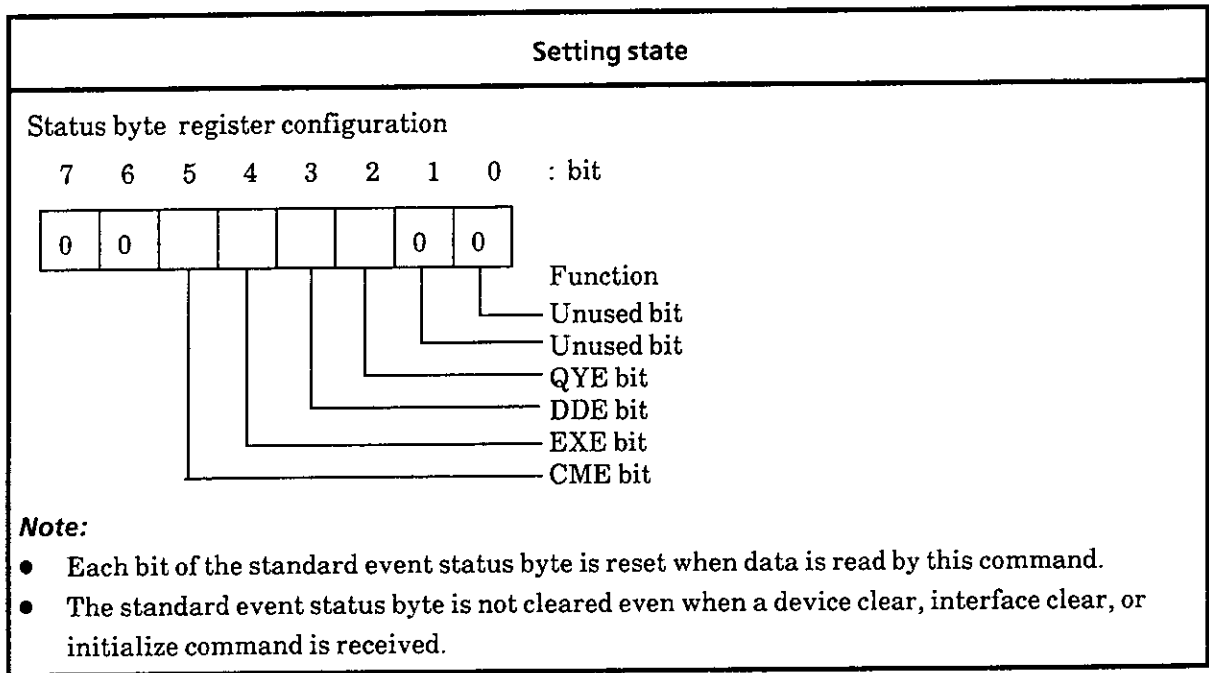 Setting state
Status byte register configuration
7 6 5 4 3 2 1 0 : bit
0 0 0 0
Function
Unused bit
Unused bit
QYE bit
DDE bit
EXE bit
CME bit
Note:
● Each bit of the standard event status byte is reset when data is read by this command.
● The standard event status byte is not cleared even when a device clear, interface clear, or
initialize command is received.